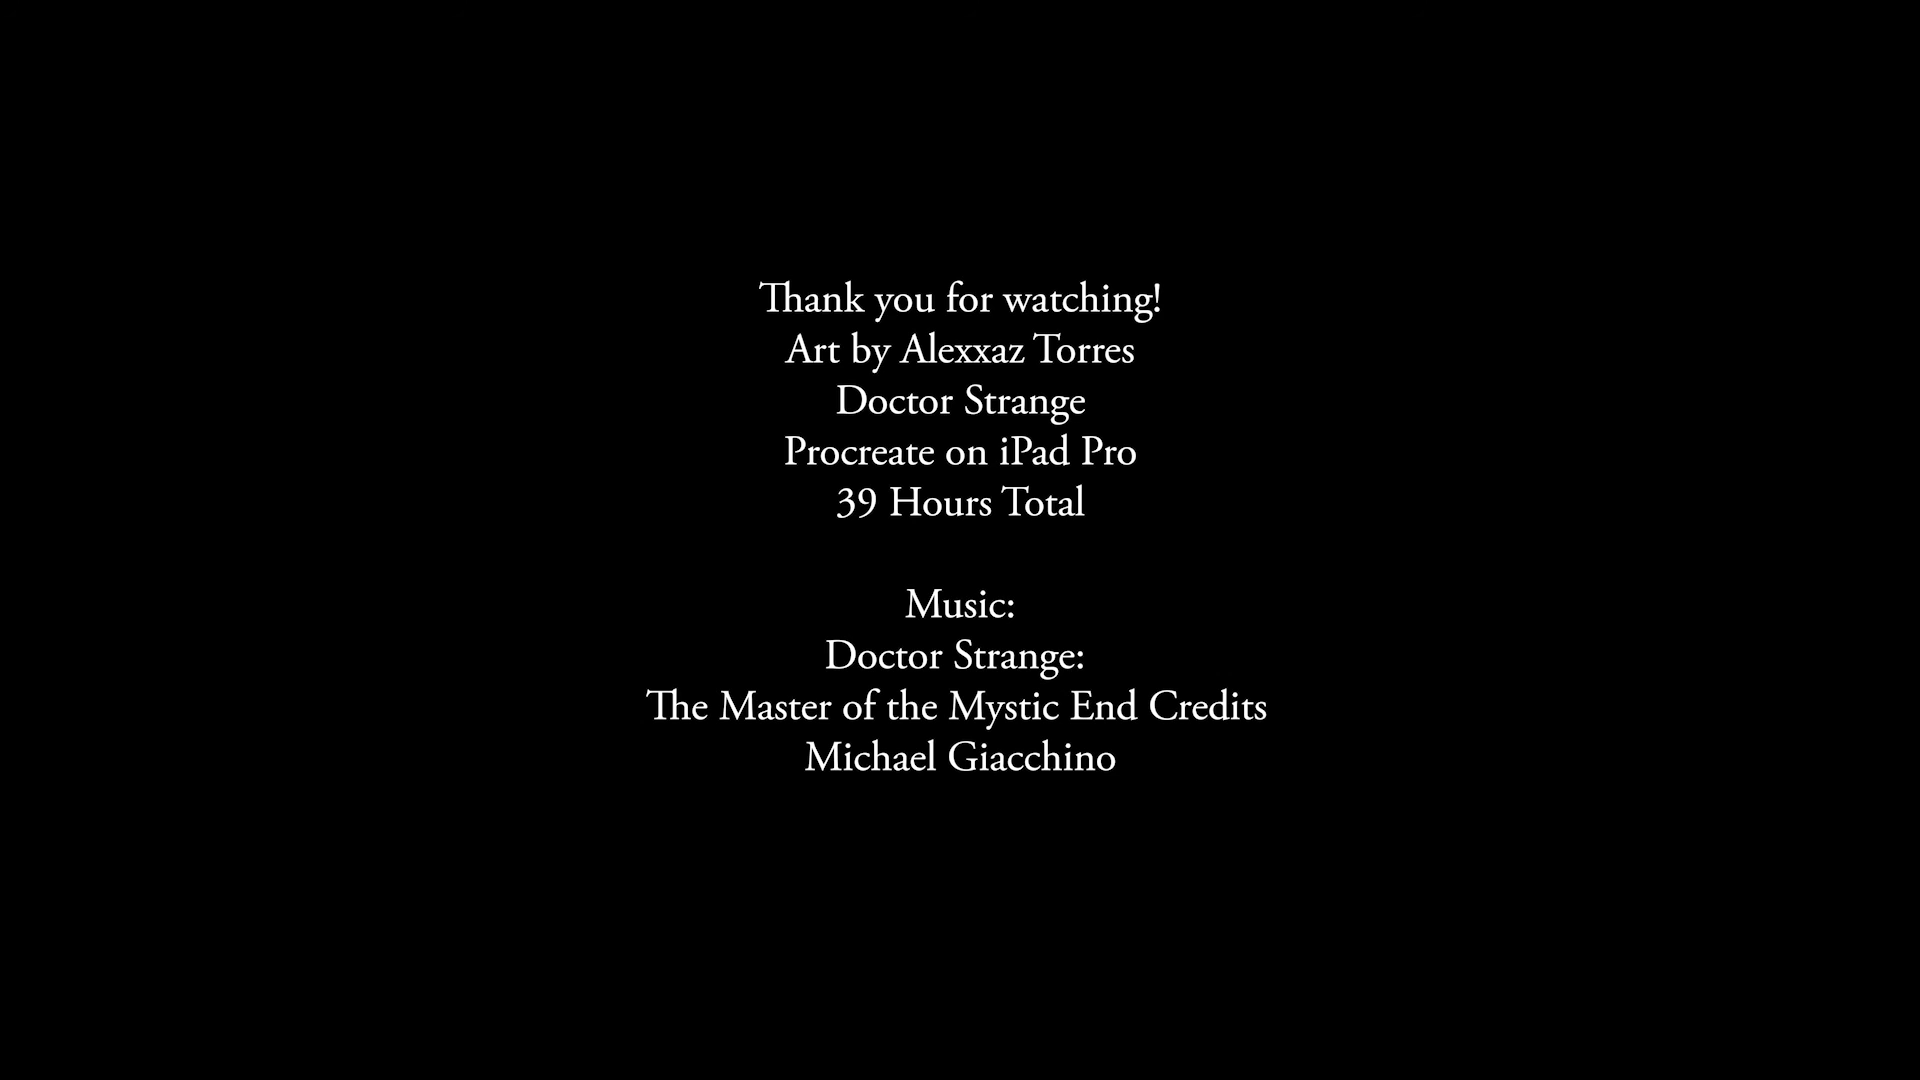 Thank you for watching!
Art by Alexxaz Torres
Doctor Strange
Procreate on iPad Pro
39 Hours Total
Music:
Doctor Strange:
The Master of the Mystic End Credits
Michael Giacchino